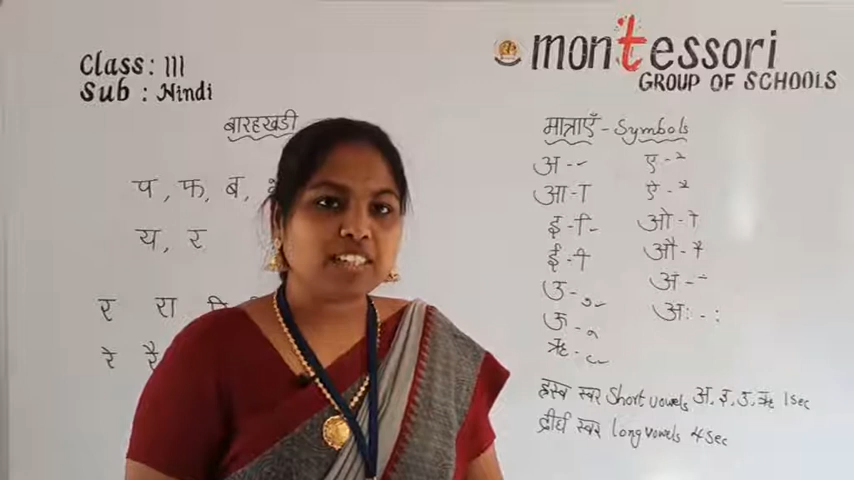 Class : III
Sub : Hindi
montessori
GROUP OF SCHOOLS
बारहखडी
प, फ, ब,
य, र
र रा
रे रै
मात्राएँ - Symbols
अ -
आ - ा
इ - ि
ई - ी
उ - ु
ऊ - ू
ऋ - ृ
ए - े
ऐ - ै
ओ - ो
औ - ौ
अं - ं
अः - :
ह्रस्व स्वर Short vowels अ, इ, उ, ऋ 1sec
दीर्घ स्वर long vowels 4sec